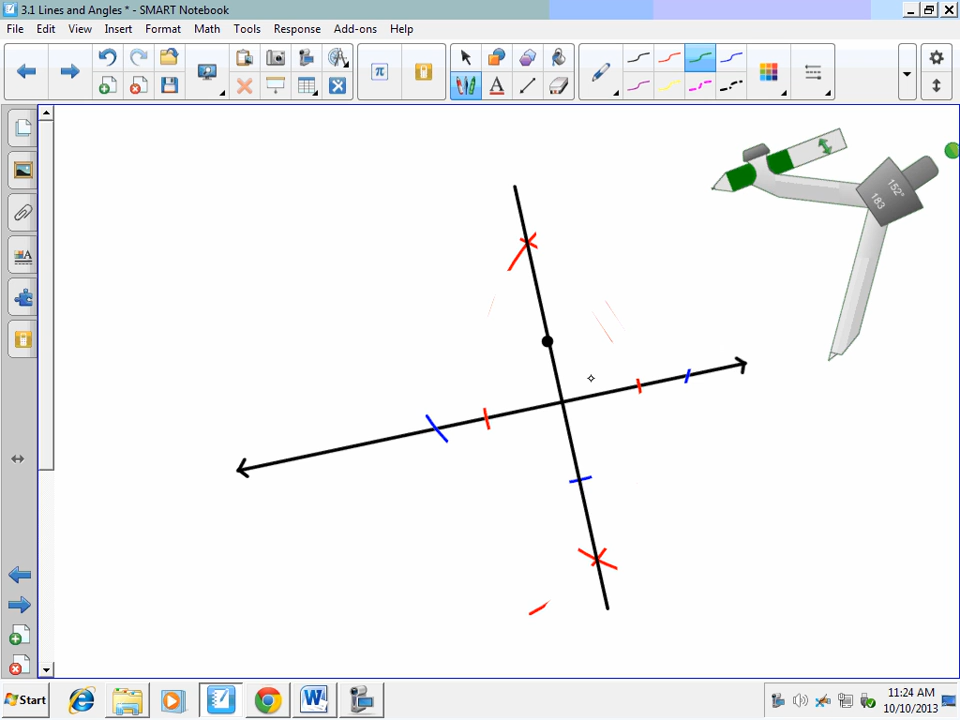 3.1 Lines and Angles * - SMART Notebook
File Edit View Insert Format Math Tools Response Add-ons Help
152°
183
Start
11:24 AM
10/10/2013